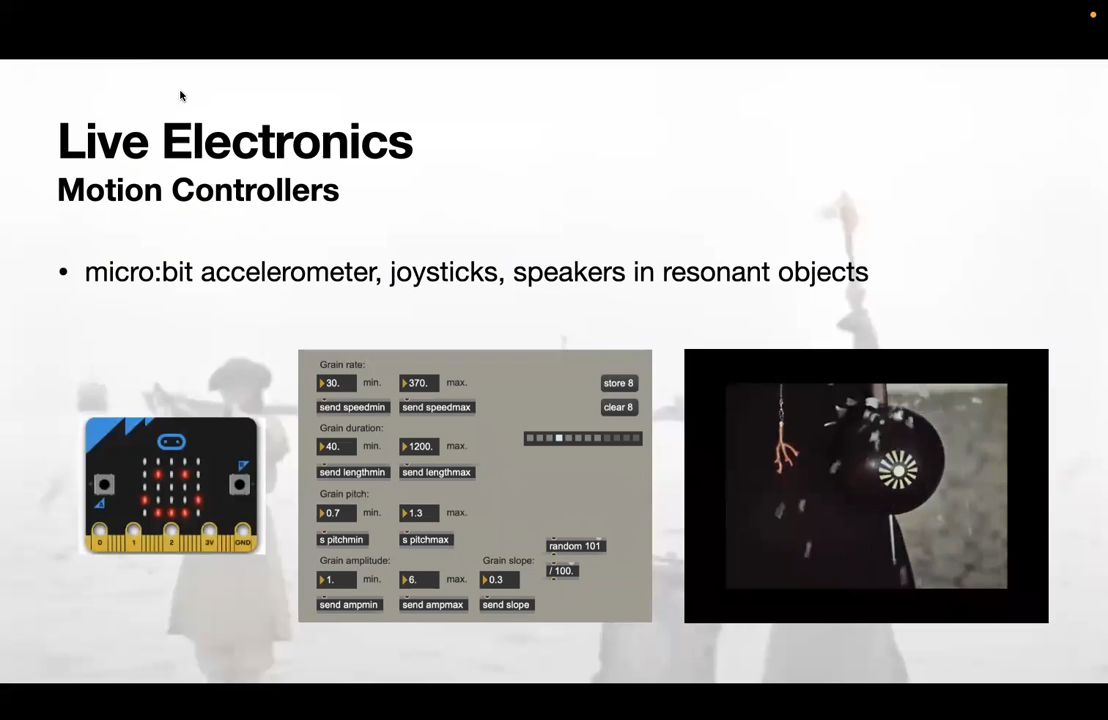 Live Electronics
Motion Controllers
• micro:bit accelerometer, joysticks, speakers in resonant objects
Grain rate:
30. min. 370. max. store 8
send speedmin send speedmax clear 8
Grain duration:
40. min. 1200. max.
send lengthmin send lengthmax
Grain pitch:
0.7 min. 1.3 max.
s pitchmin s pitchmax random 101
Grain amplitude: Grain slope: / 100.
1. min. 6. max. 0.3
send ampmin send ampmax send slope
0 1 2 3V GND